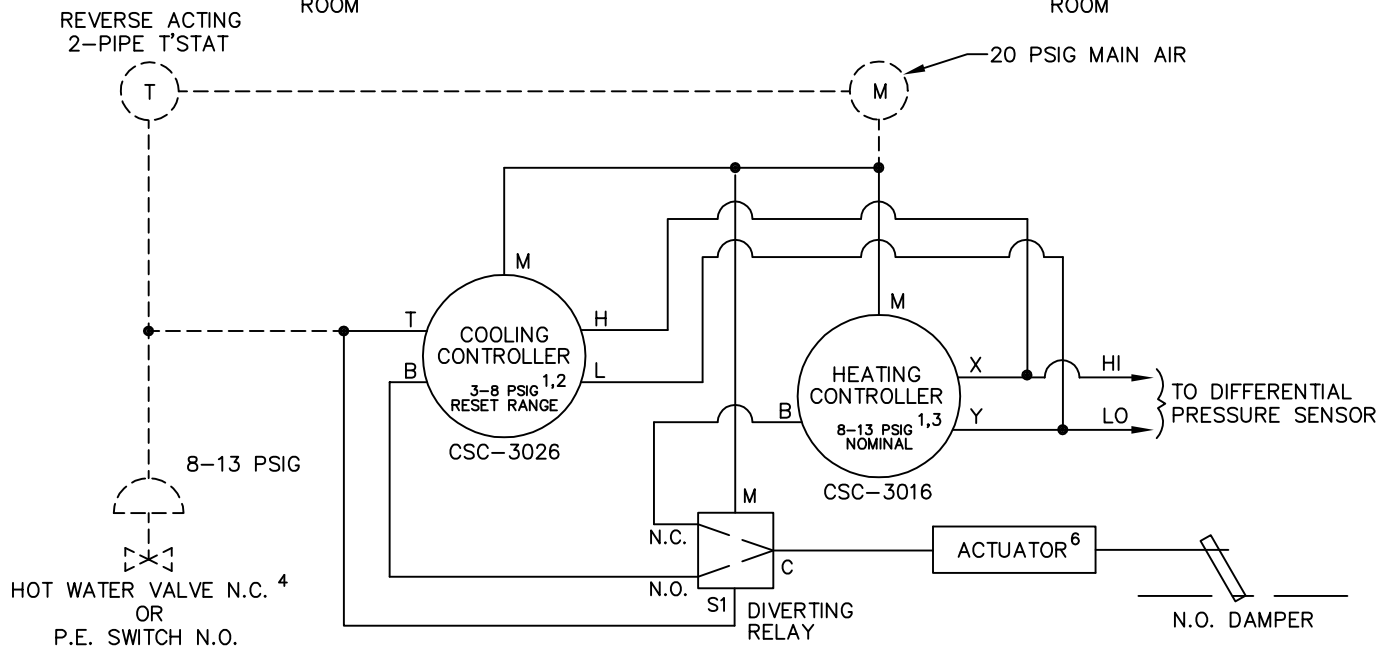 ROOM
ROOM
REVERSE ACTING
2-PIPE T'STAT
20 PSIG MAIN AIR
T
M
M
T
H
COOLING
CONTROLLER
B
L
3-8 PSIG 1,2
RESET RANGE
CSC-3026
M
X
HI
HEATING
CONTROLLER
B
Y
LO
8-13 PSIG 1,3
NOMINAL
CSC-3016
TO DIFFERENTIAL
PRESSURE SENSOR
8-13 PSIG
M
N.C.
C
N.O.
S1
DIVERTING
RELAY
ACTUATOR 6
N.O. DAMPER
HOT WATER VALVE N.C. 4
OR
P.E. SWITCH N.O.